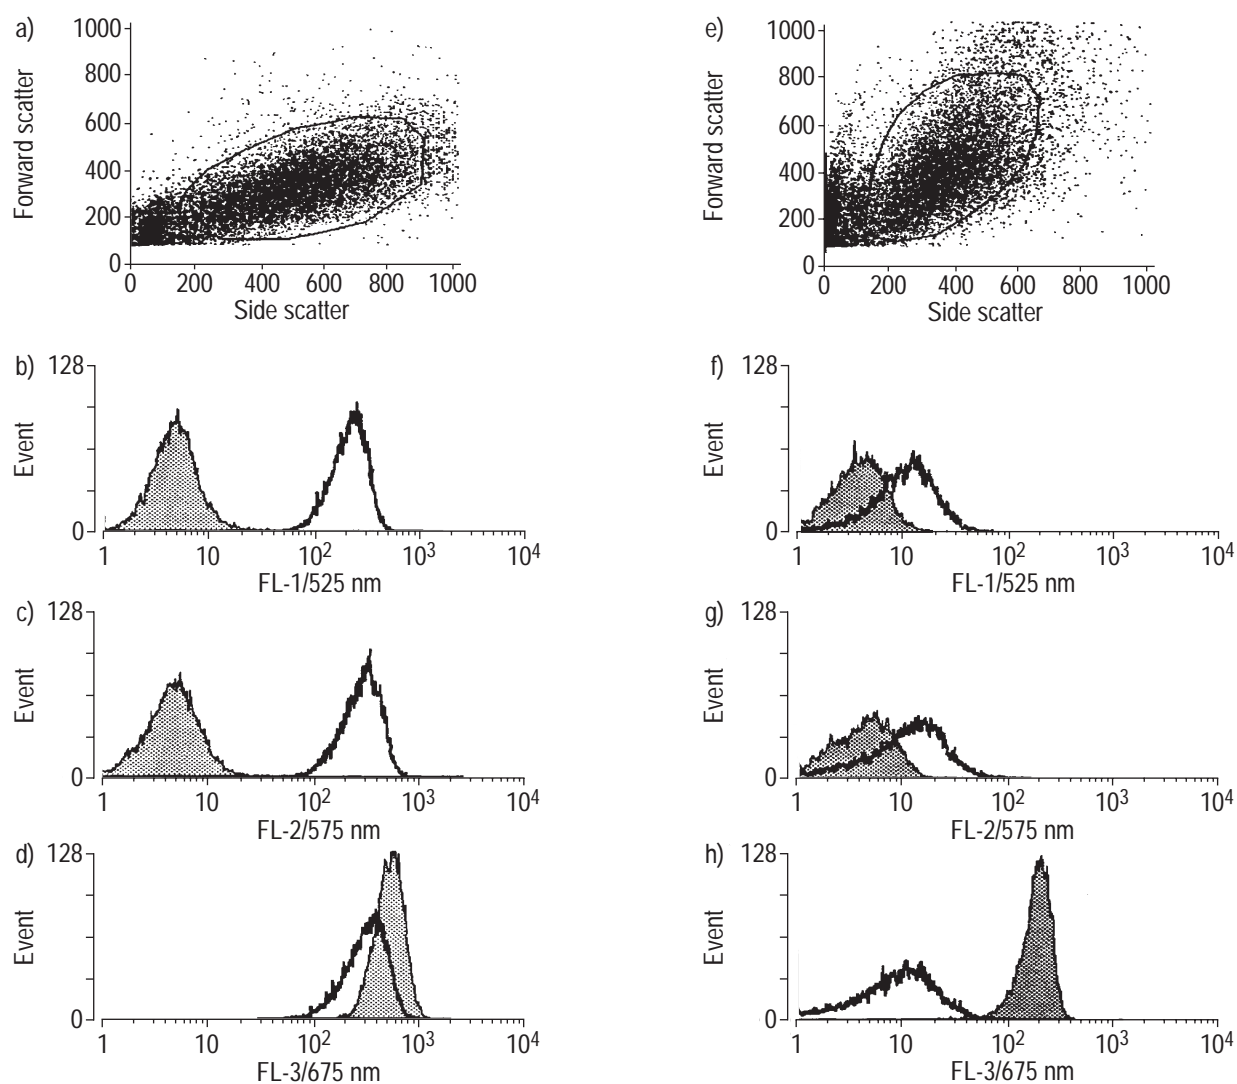 a)
1000
800
600
400
200
0
Forward scatter
0 200 400 600 800 1000
Side scatter
e)
1000
800
600
400
200
0
Forward scatter
0 200 400 600 800 1000
Side scatter
b)
128
0
Event
1 10 10² 10³ 10⁴
FL-1/525 nm
f)
128
0
Event
1 10 10² 10³ 10⁴
FL-1/525 nm
c)
128
0
Event
1 10 10² 10³ 10⁴
FL-2/575 nm
g)
128
0
Event
1 10 10² 10³ 10⁴
FL-2/575 nm
d)
128
0
Event
1 10 10² 10³ 10⁴
FL-3/675 nm
h)
128
0
Event
1 10 10² 10³ 10⁴
FL-3/675 nm